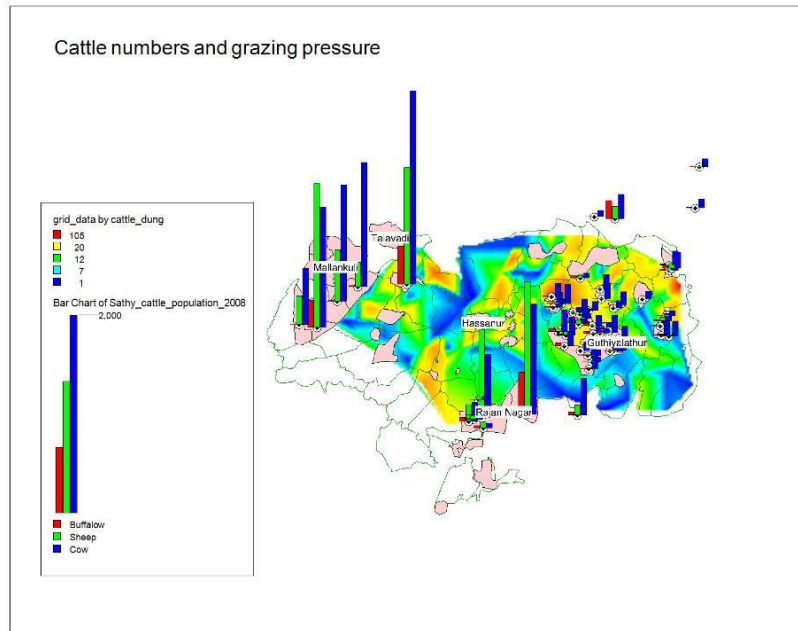 Cattle numbers and grazing pressure
grid_data by cattle_dung
105
20
12
7
1
Bar Chart of Sathy_cattle_population_2008
2,000
Buffalow
Sheep
Cow
Talavadi
Mallankuli
Hassanur
Guthiyalathur
Rajan Nagar